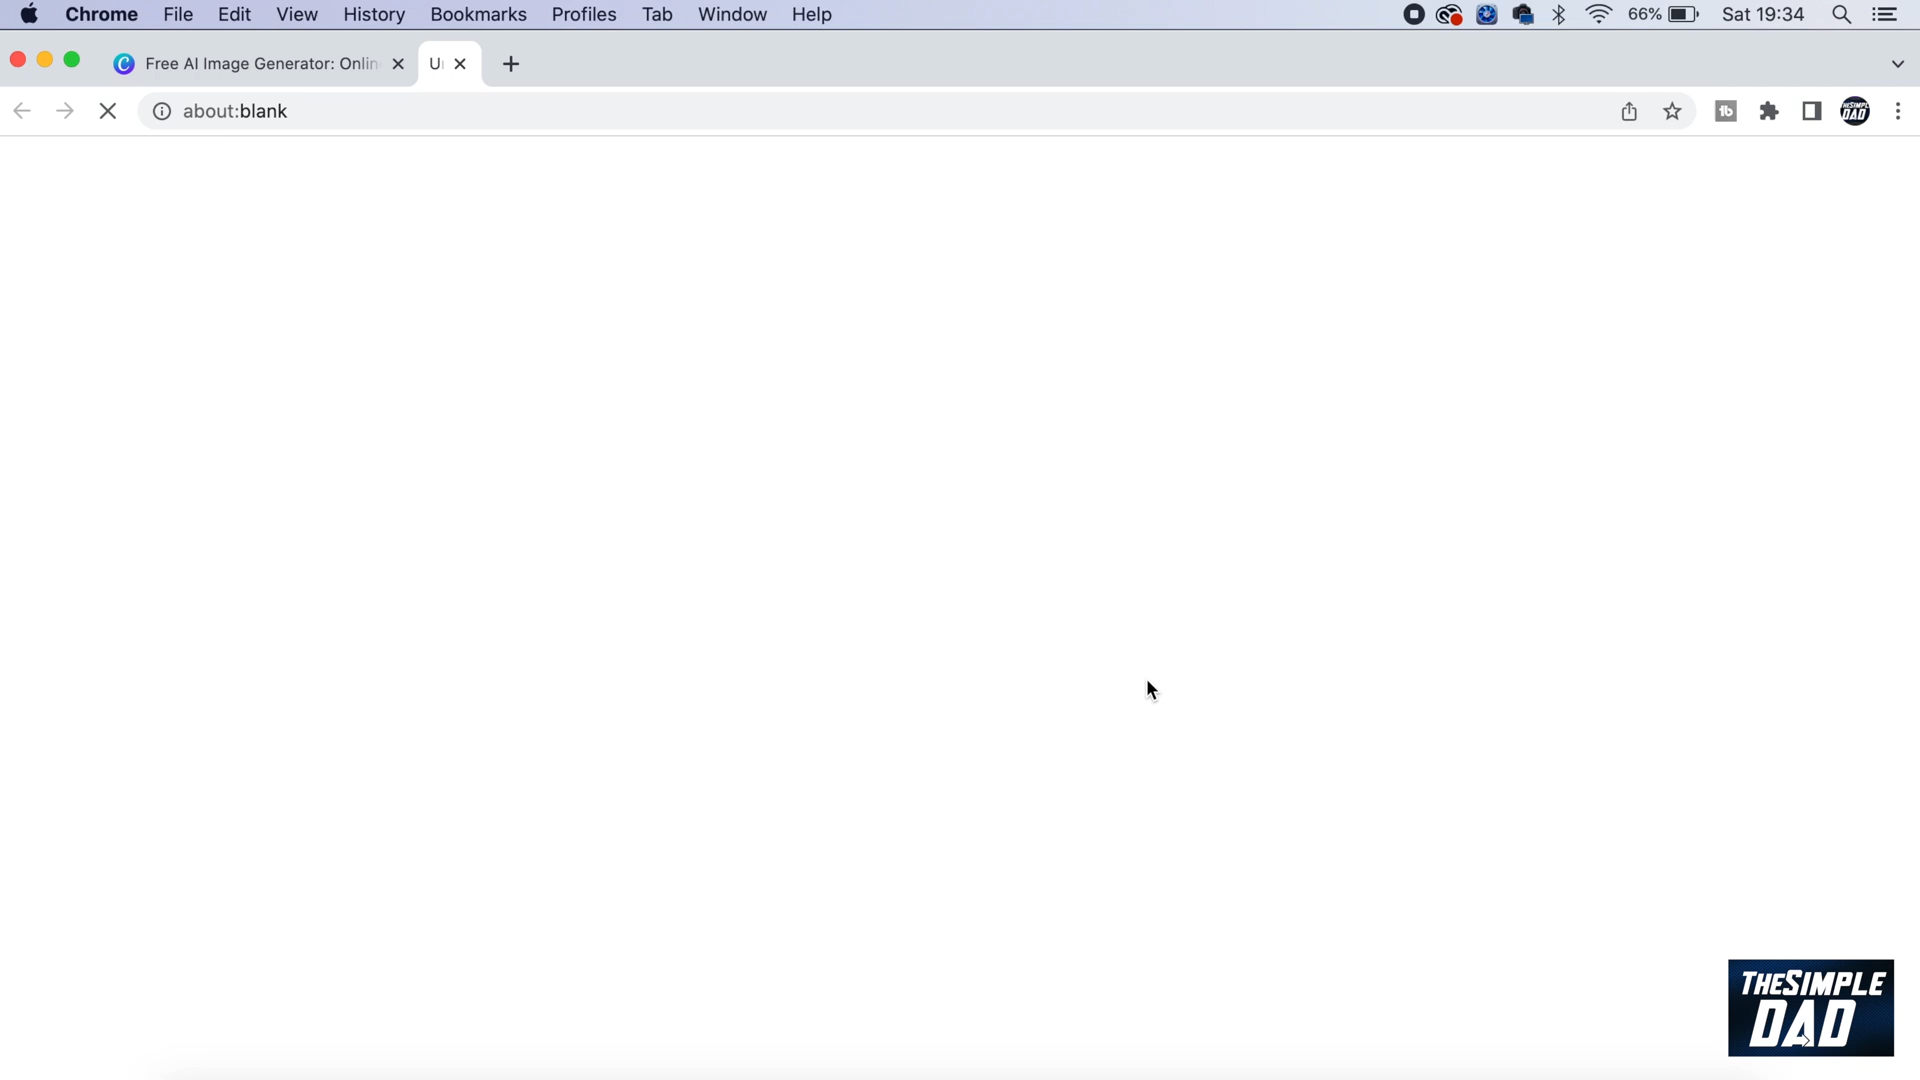 Chrome File Edit View History Bookmarks Profiles Tab Window Help 66% Sat 19:34
Free AI Image Generator: Onlin
about:blank
THESIMPLE
DAD